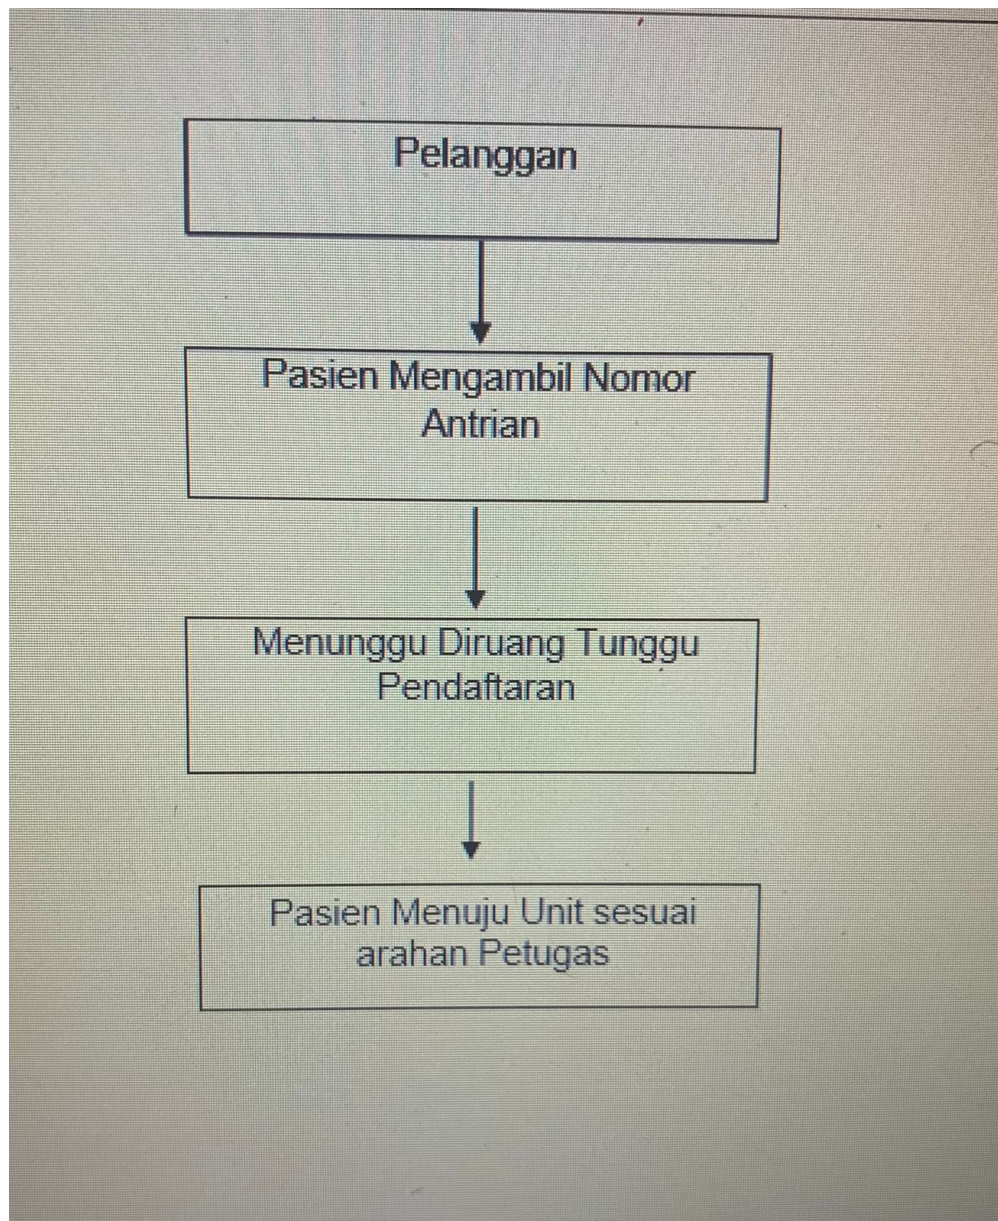 Pelanggan
Pasien Mengambil Nomor
Antrian
Menunggu Diruang Tunggu
Pendaftaran
Pasien Menuju Unit sesuai
arahan Petugas